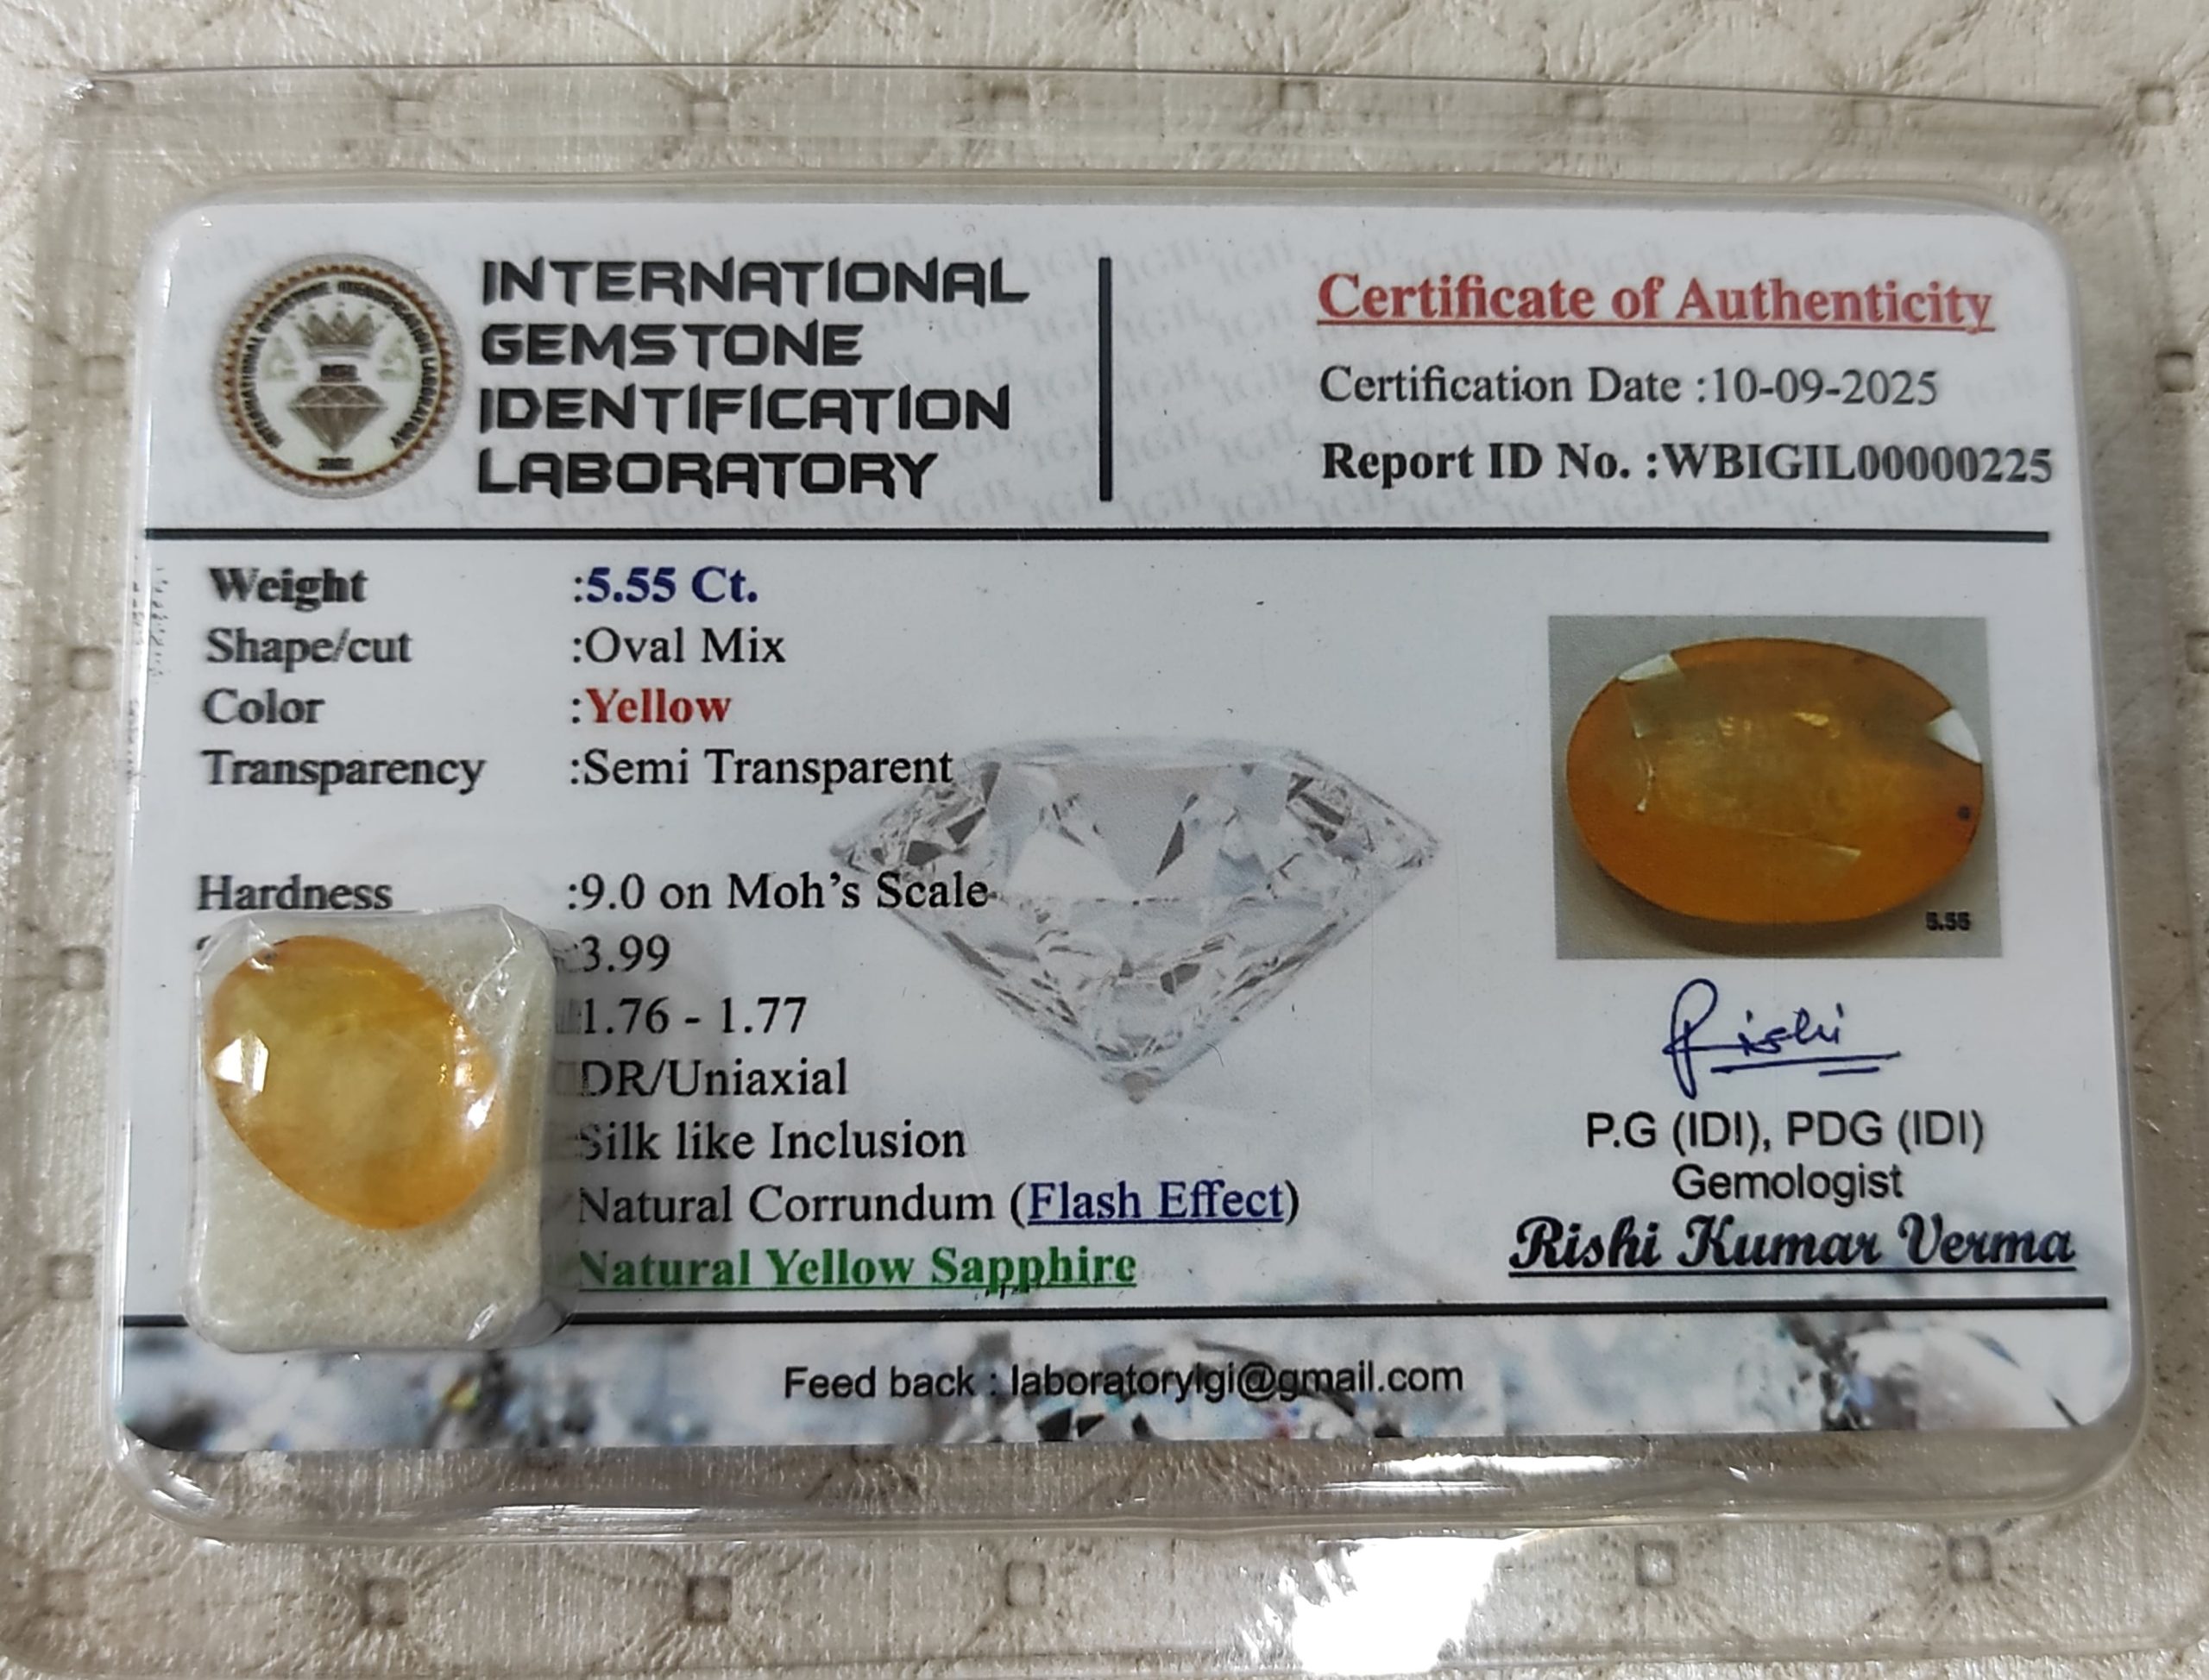 INTERNATIONAL
GEMSTONE
IDENTIFICATION
LABORATORY
Certificate of Authenticity
Certification Date :10-09-2025
Report ID No. :WBIGIL00000225
Weight :5.55 Ct.
Shape/cut :Oval Mix
Color :Yellow
Transparency :Semi Transparent
Hardness :9.0 on Moh’s Scale
:3.99
1.76 - 1.77
DR/Uniaxial
Silk like Inclusion
Natural Corrundum (Flash Effect)
Natural Yellow Sapphire
5.55
Rishi
P.G (IDI), PDG (IDI)
Gemologist
Rishi Kumar Verma
Feed back : laboratorylgi@gmail.com